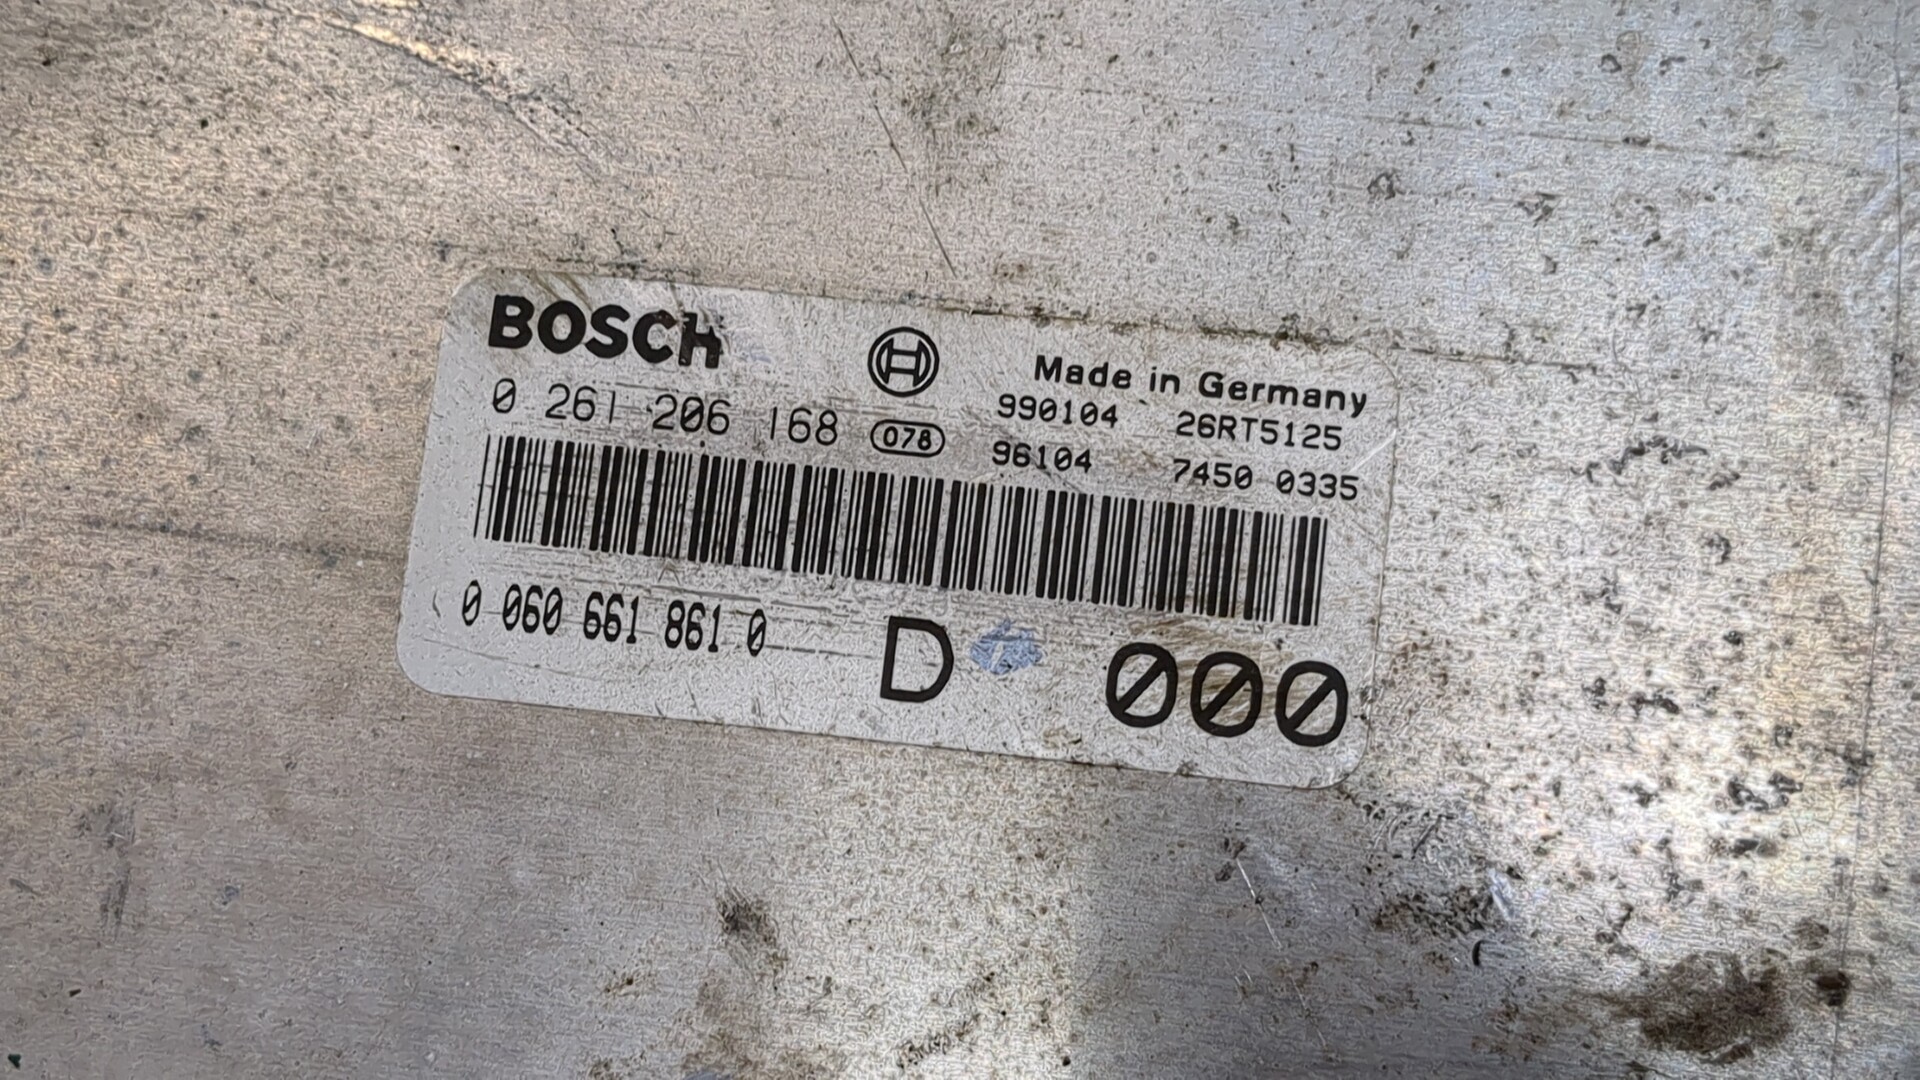 BOSCH
Made in Germany
0 261 206 168 078
990104 26RT5125
96104 7450 0335
0 060 661 861 0
D 000